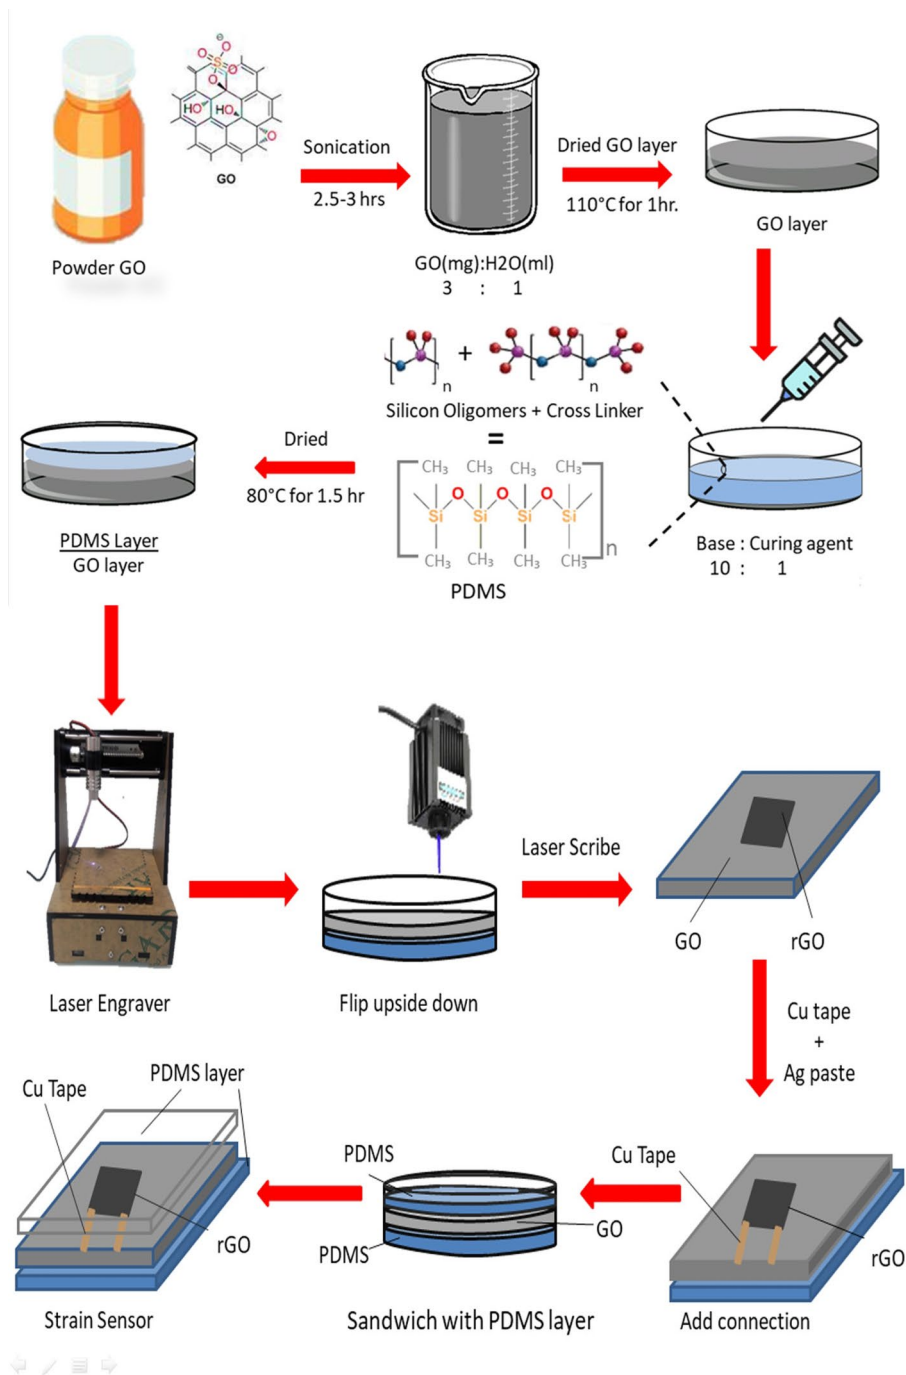 O
⊖
O=S=O
O
O
HO
HO
O
GO
Powder GO
Sonication
2.5-3 hrs
GO(mg):H2O(ml)
3 : 1
Dried GO layer
110°C for 1hr.
GO layer
+
n
n
Silicon Oligomers + Cross Linker
=
CH₃ CH₃ CH₃ CH₃
O O O
Si Si Si Si
n
CH₃ CH₃ CH₃ CH₃
PDMS
Base : Curing agent
10 : 1
Dried
80°C for 1.5 hr
PDMS Layer
GO layer
Laser Engraver
Flip upside down
Laser Scribe
GO
rGO
Cu tape
+
Ag paste
Cu Tape
rGO
Add connection
PDMS
GO
PDMS
Sandwich with PDMS layer
PDMS layer
Cu Tape
rGO
Strain Sensor